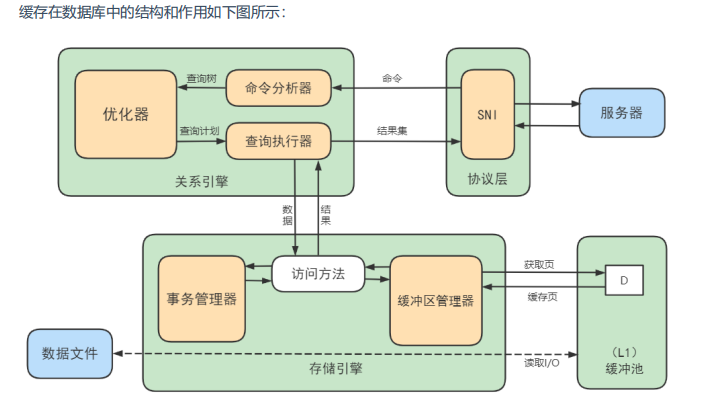 缓存在数据库中的结构和作用如下图所示：
查询树
命令分析器
命令
优化器
SNI
服务器
查询计划
查询执行器
结果集
关系引擎
协议层
数据
结果
访问方法
获取页
D
事务管理器
缓冲区管理器
缓存页
数据文件
存储引擎
读取I/O
（L1）
缓冲池